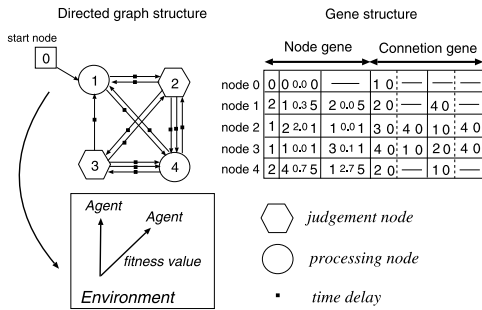 Directed graph structure
Gene structure
start node
0
1
2
3
4
Node gene
Connetion gene
node 0 0 0 0.0 0 — 1 0
node 1 2 1 0.3 5 2 0.0 5 2 0 — 4 0 —
node 2 1 2 2.0 1 1 0.0 1 3 0 4 0 1 0 4 0
node 3 1 1 0.0 1 3 0.1 1 4 0 1 0 2 0 4 0
node 4 2 4 0.7 5 1 2.7 5 2 0 — 1 0 —
Agent
Agent
fitness value
Environment
judgement node
processing node
time delay